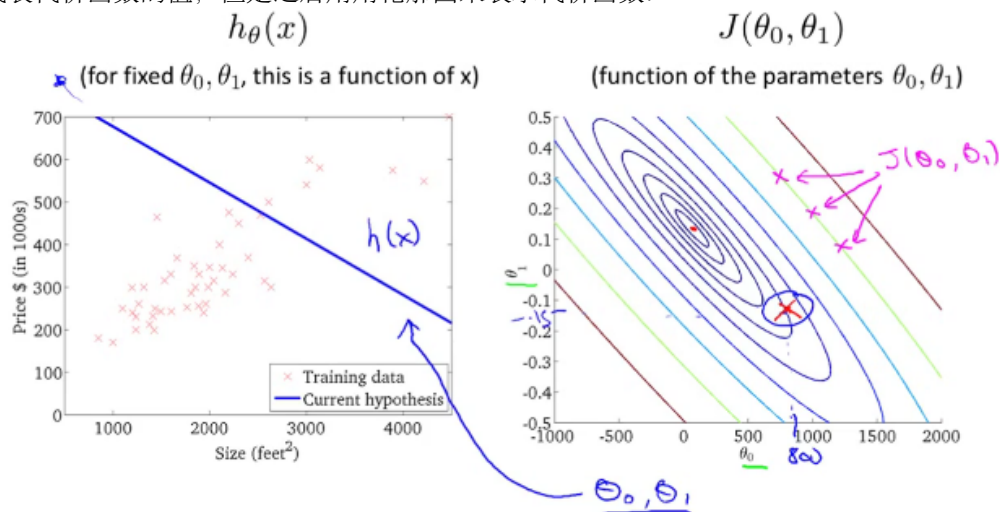 h_θ(x)
(for fixed θ₀, θ₁, this is a function of x)
700
600
500
400
300
200
100
0
Price $ (in 1000s)
1000 2000 3000 4000
Size (feet²)
h(x)
Training data
Current hypothesis
J(θ₀, θ₁)
(function of the parameters θ₀, θ₁)
0.5
0.4
0.3
0.2
0.1
0
-0.1
-0.2
-0.3
-0.4
-0.5
θ₁
-.15
-1000 -500 0 500 1000 1500 2000
θ₀
800
J(θ₀, θ₁)
θ₀, θ₁